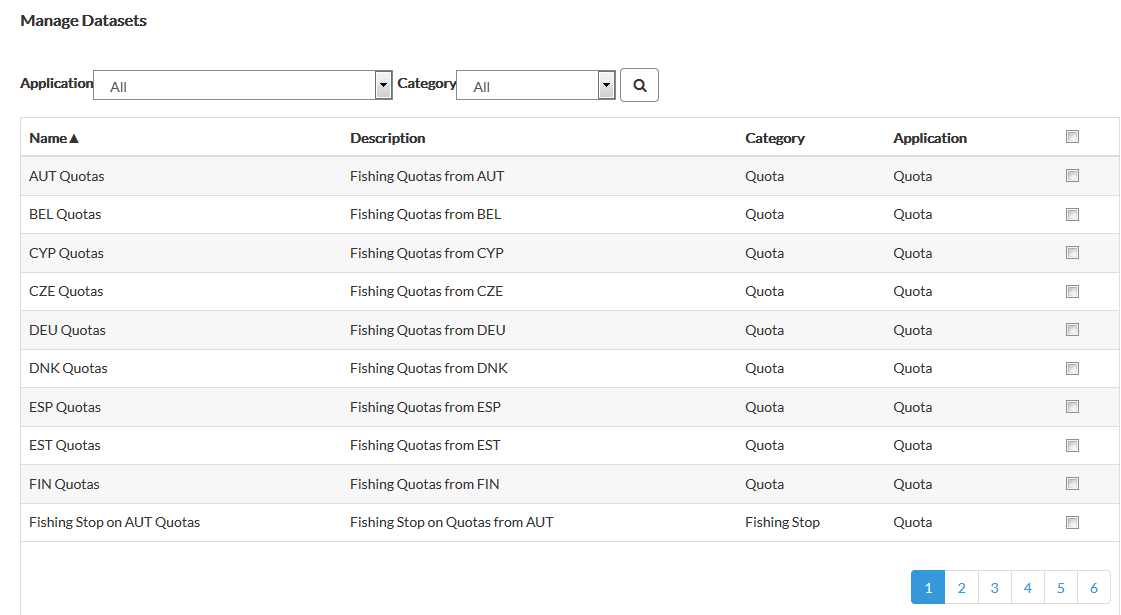 Manage Datasets
Application All Category All
Name▲ Description Category Application
AUT Quotas Fishing Quotas from AUT Quota Quota
BEL Quotas Fishing Quotas from BEL Quota Quota
CYP Quotas Fishing Quotas from CYP Quota Quota
CZE Quotas Fishing Quotas from CZE Quota Quota
DEU Quotas Fishing Quotas from DEU Quota Quota
DNK Quotas Fishing Quotas from DNK Quota Quota
ESP Quotas Fishing Quotas from ESP Quota Quota
EST Quotas Fishing Quotas from EST Quota Quota
FIN Quotas Fishing Quotas from FIN Quota Quota
Fishing Stop on AUT Quotas Fishing Stop on Quotas from AUT Fishing Stop Quota
1 2 3 4 5 6